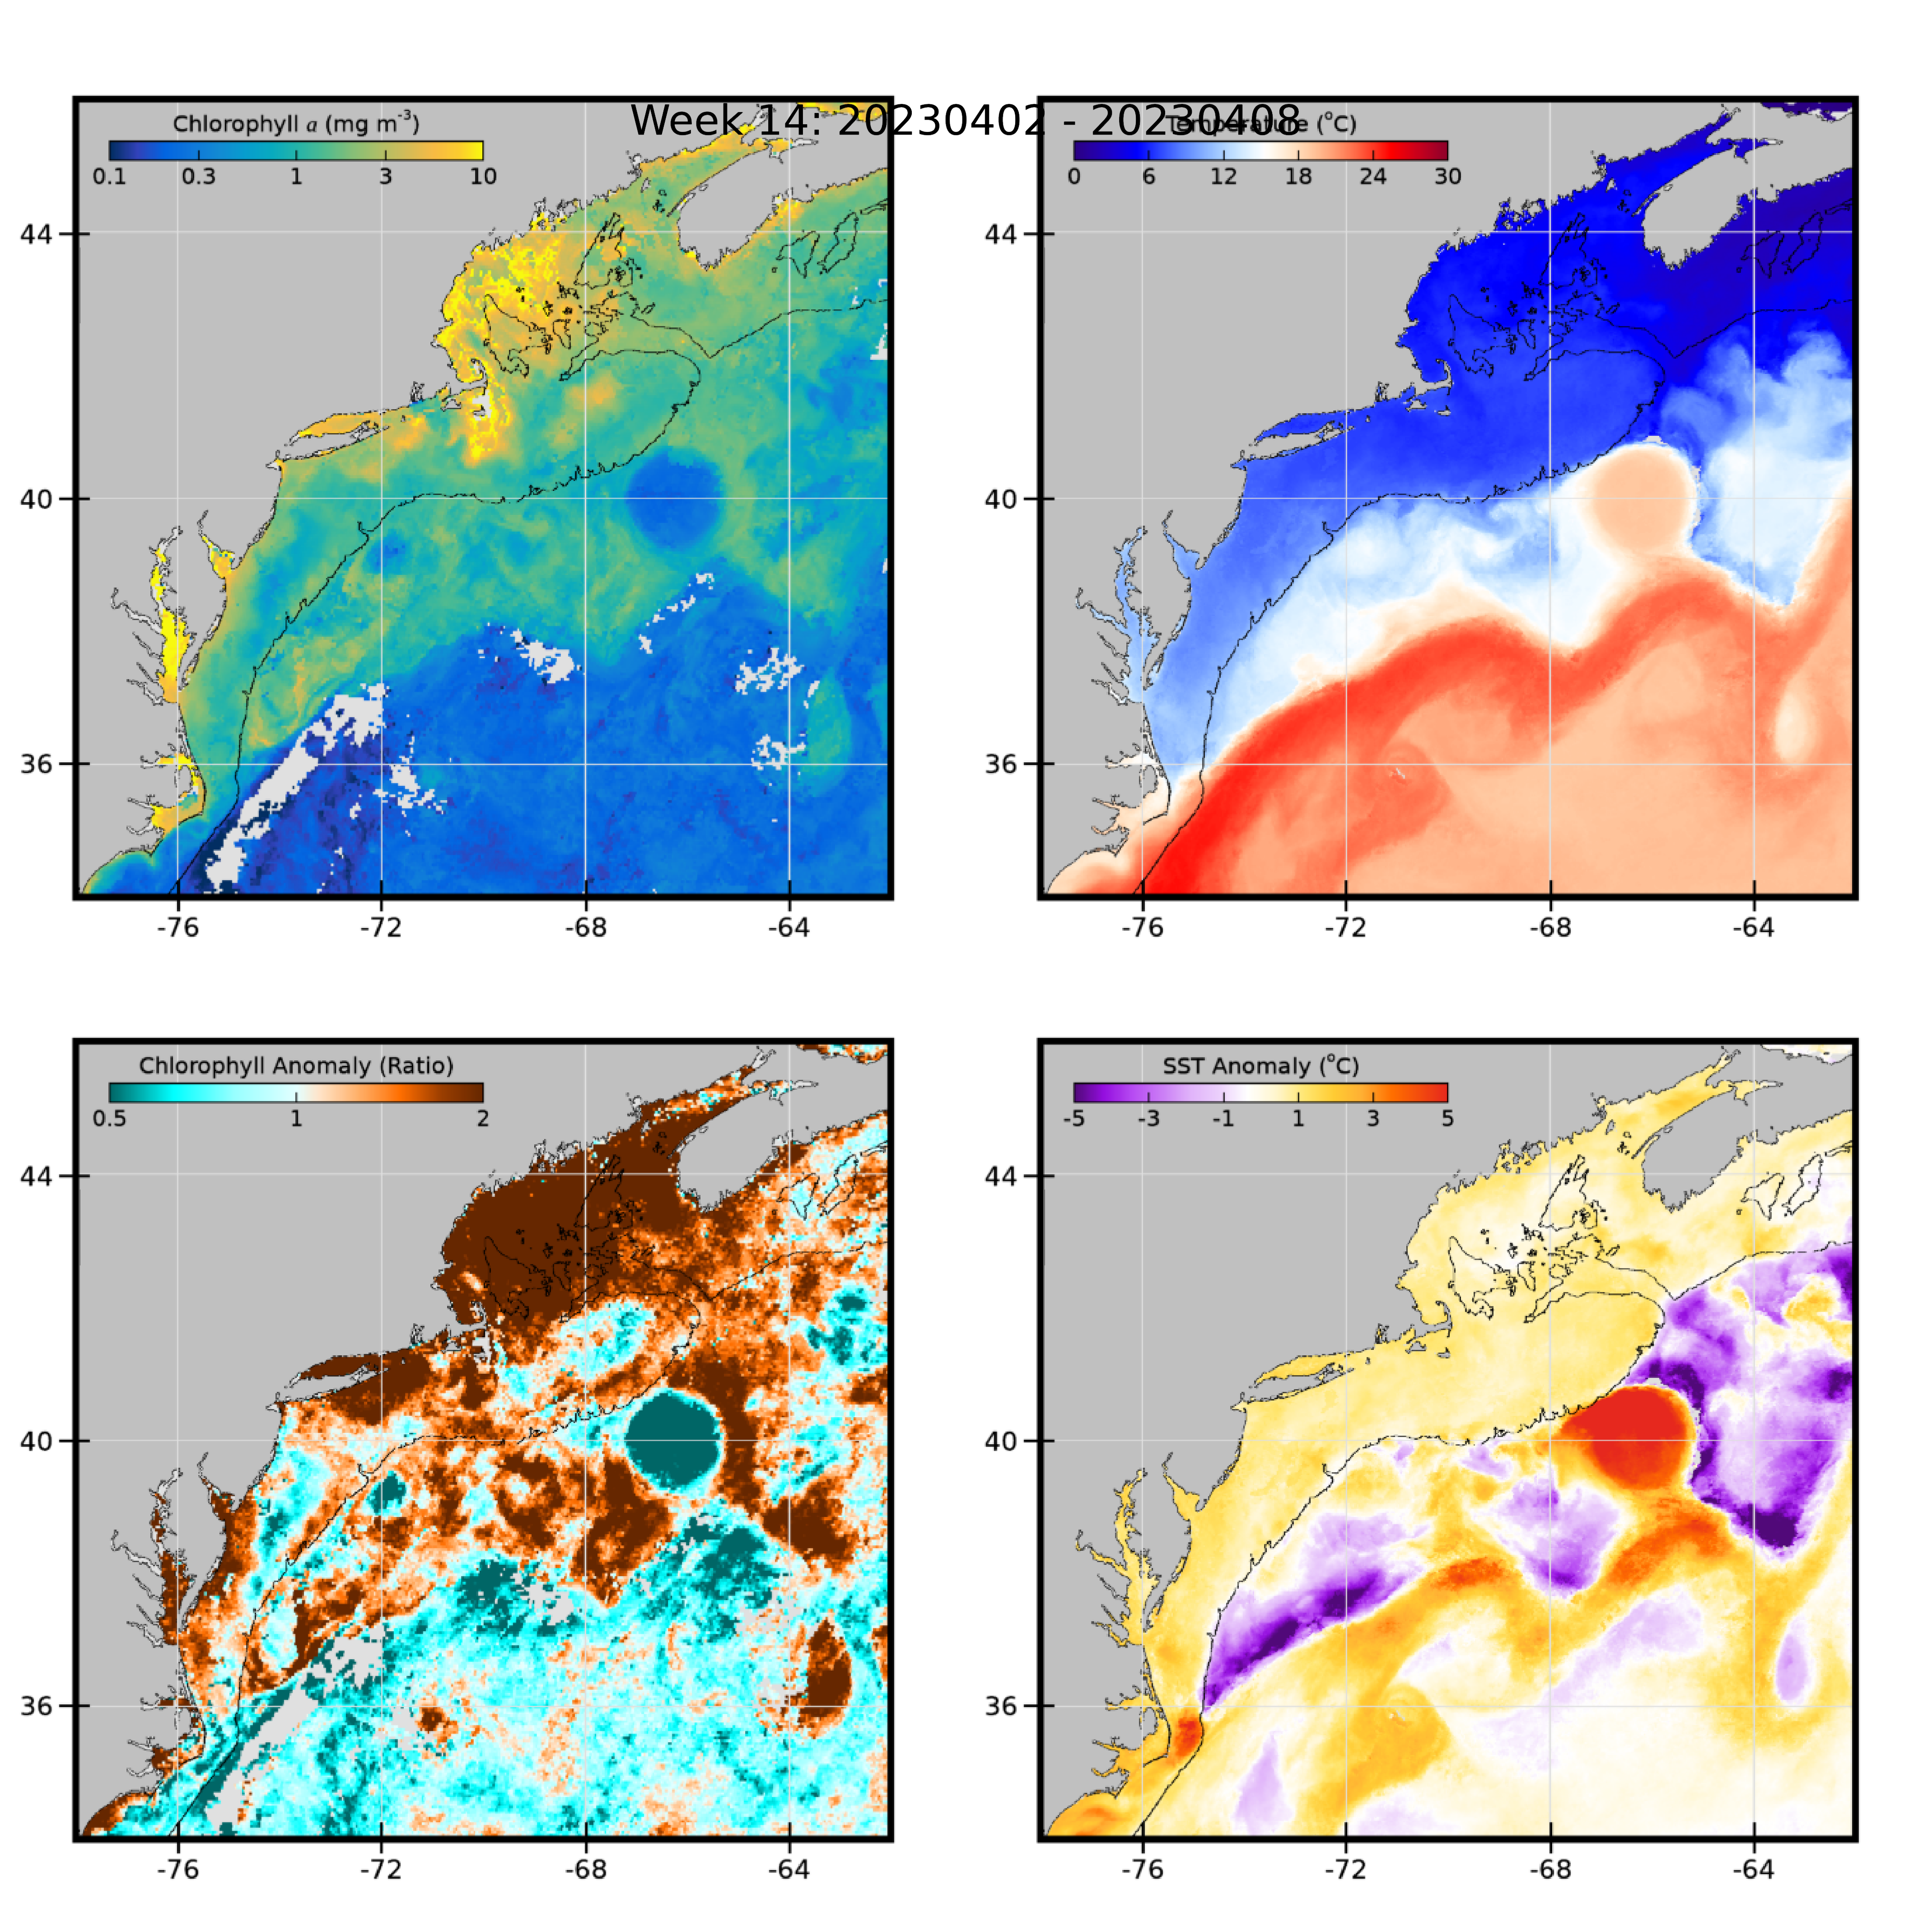 Week 14: 20230402 - 20230408
Chlorophyll a (mg m-3)
0.1 0.3 1 3 10
44
40
36
-76 -72 -68 -64
Temperature (oC)
0 6 12 18 24 30
44
40
36
-76 -72 -68 -64
Chlorophyll Anomaly (Ratio)
0.5 1 2
44
40
36
-76 -72 -68 -64
SST Anomaly (oC)
-5 -3 -1 1 3 5
44
40
36
-76 -72 -68 -64